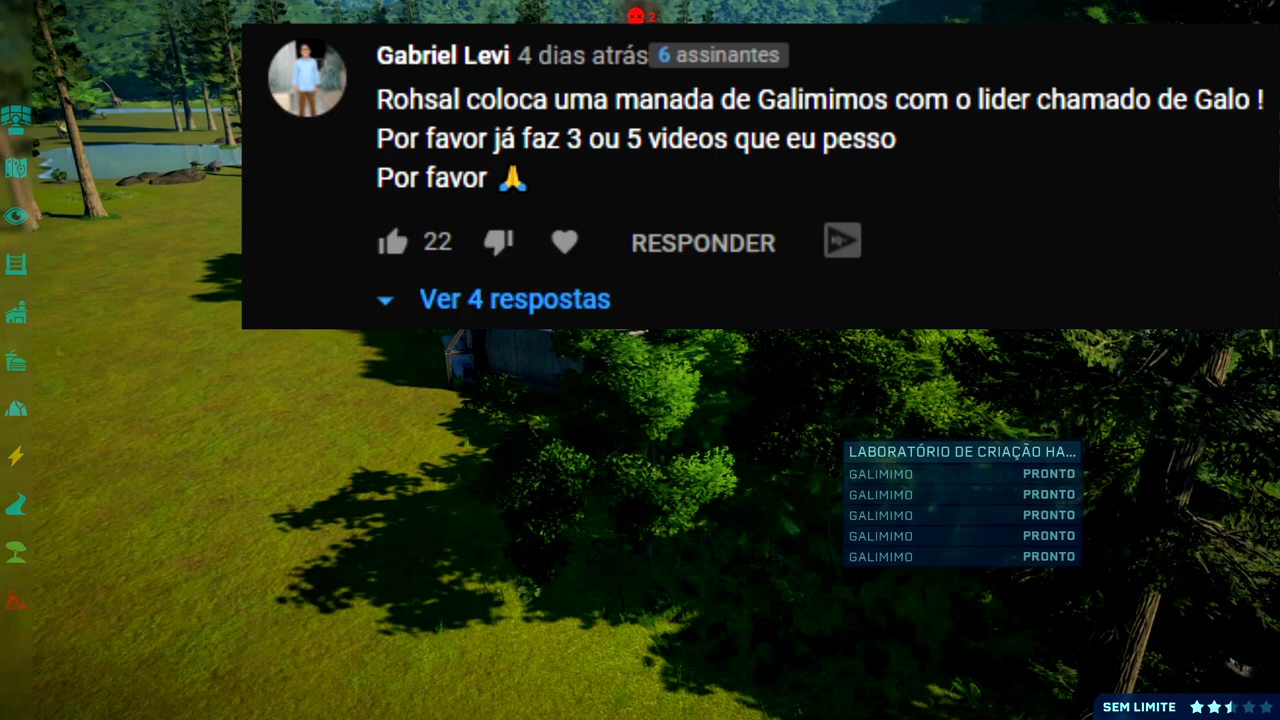 2
Gabriel Levi 4 dias atrás 6 assinantes
Rohsal coloca uma manada de Galimimos com o lider chamado de Galo !
Por favor já faz 3 ou 5 videos que eu pesso
Por favor 🙏
22 RESPONDER
Ver 4 respostas
LABORATÓRIO DE CRIAÇÃO HA...
GALIMIMO PRONTO
GALIMIMO PRONTO
GALIMIMO PRONTO
GALIMIMO PRONTO
GALIMIMO PRONTO
SEM LIMITE